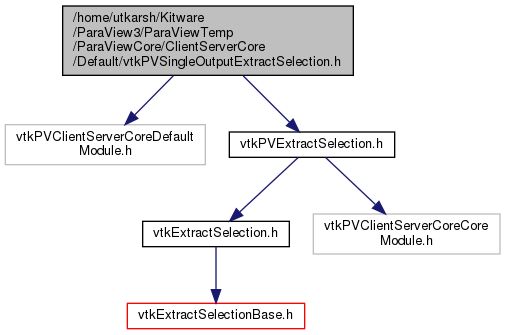 /home/utkarsh/Kitware
/ParaView3/ParaViewTemp
/ParaViewCore/ClientServerCore
/Default/vtkPVSingleOutputExtractSelection.h
vtkPVClientServerCoreDefault
Module.h
vtkPVExtractSelection.h
vtkExtractSelection.h
vtkPVClientServerCoreCore
Module.h
vtkExtractSelectionBase.h